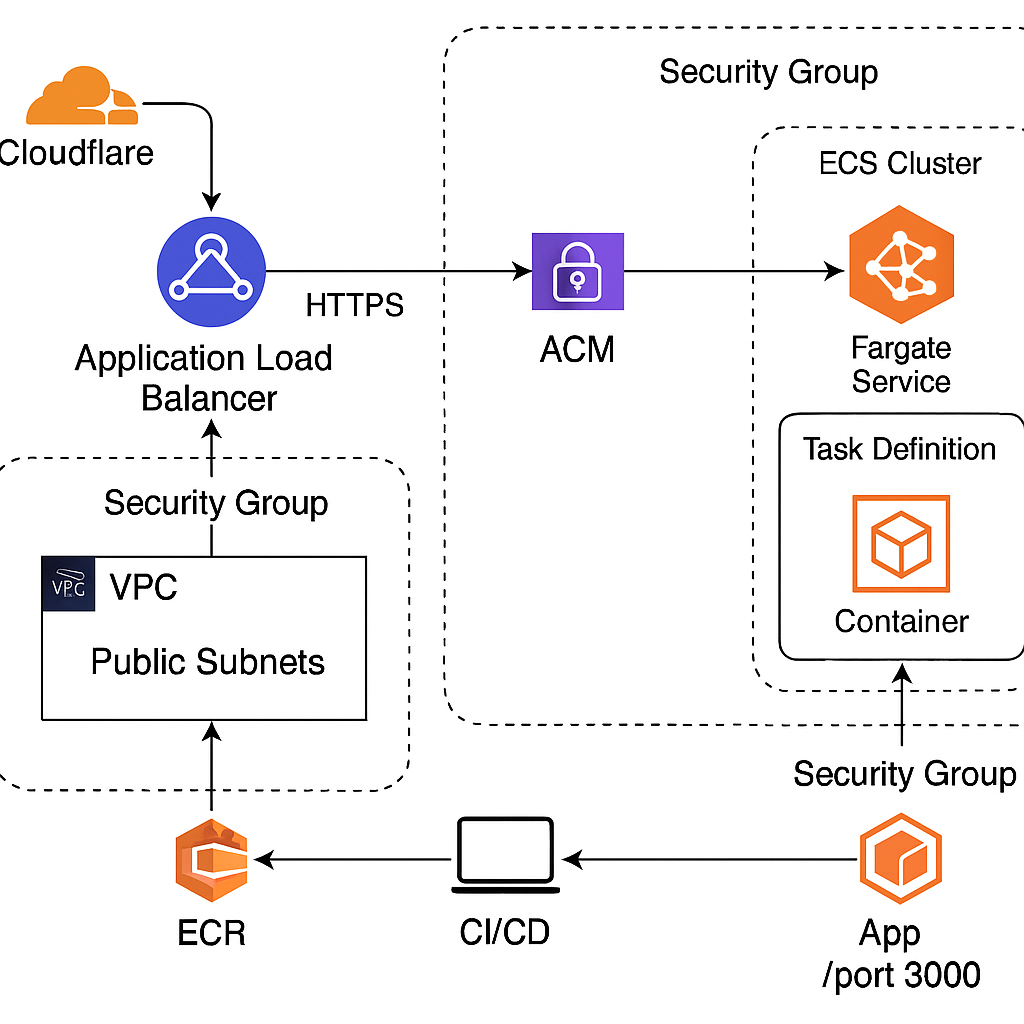 Security Group
Cloudflare
ECS Cluster
HTTPS
ACM
Application Load
Balancer
Fargate
Service
Task Definition
Security Group
VPC
Container
Public Subnets
Security Group
ECR
CI/CD
App
/port 3000